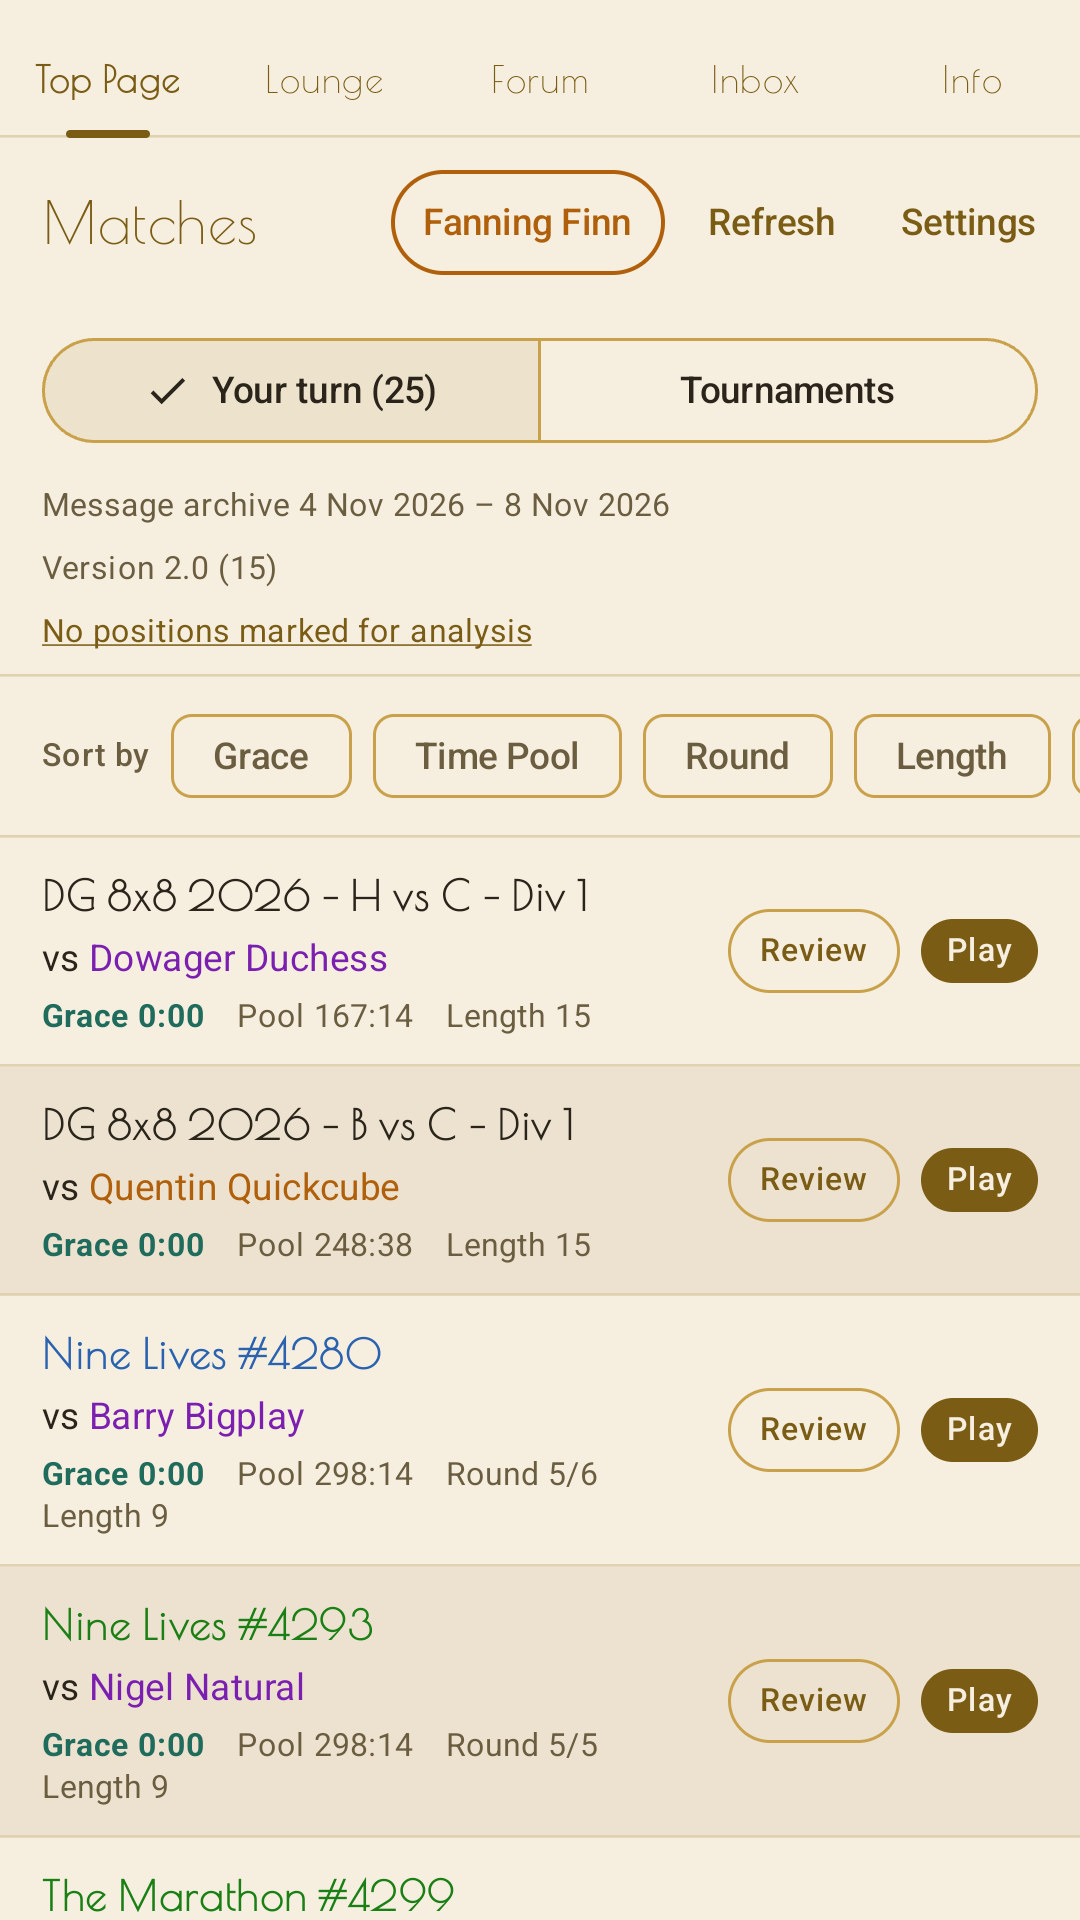 Top Page Lounge Forum Inbox Info
Matches Fanning Finn Refresh Settings
Your turn (25) Tournaments
Message archive 4 Nov 2026 – 8 Nov 2026
Version 2.0 (15)
No positions marked for analysis
Sort by Grace Time Pool Round Length
DG 8x8 2026 – H vs C – Div 1
vs Dowager Duchess
Review Play
Grace 0:00 Pool 167:14 Length 15
DG 8x8 2026 – B vs C – Div 1
vs Quentin Quickcube
Review Play
Grace 0:00 Pool 248:38 Length 15
Nine Lives #4280
vs Barry Bigplay
Review Play
Grace 0:00 Pool 298:14 Round 5/6
Length 9
Nine Lives #4293
vs Nigel Natural
Review Play
Grace 0:00 Pool 298:14 Round 5/5
Length 9
The Marathon #4299